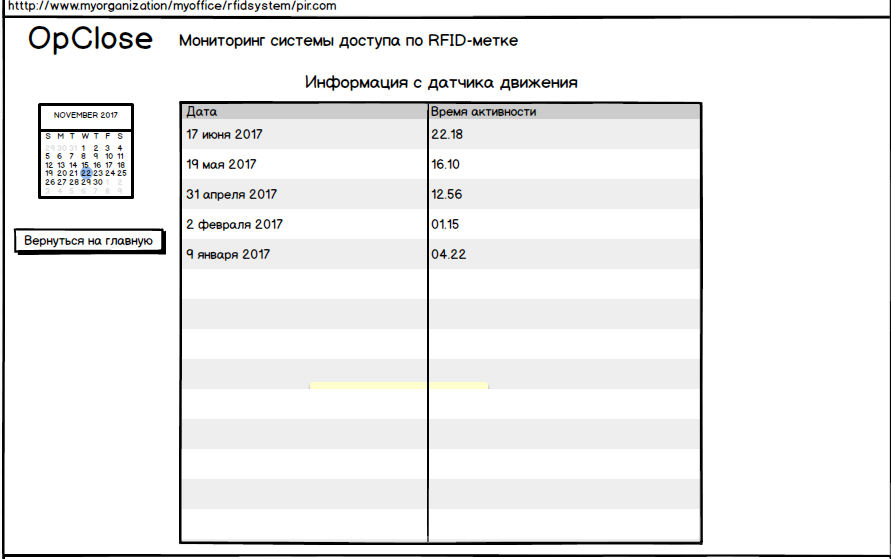 htttp://www.myorganization/myoffice/rfidsystem/pir.com
OpClose
Мониторинг системы доступа по RFID-метке
Информация с датчика движения
NOVEMBER 2017
S M T W T F S
29 30 31 1 2 3 4
5 6 7 8 9 10 11
12 13 14 15 16 17 18
19 20 21 22 23 24 25
26 27 28 29 30 1 2
3 4 5 6 7 8 9
Вернуться на главную
Дата Время активности
17 июня 2017 22.18
19 мая 2017 16.10
31 апреля 2017 12.56
2 февраля 2017 01.15
9 января 2017 04.22